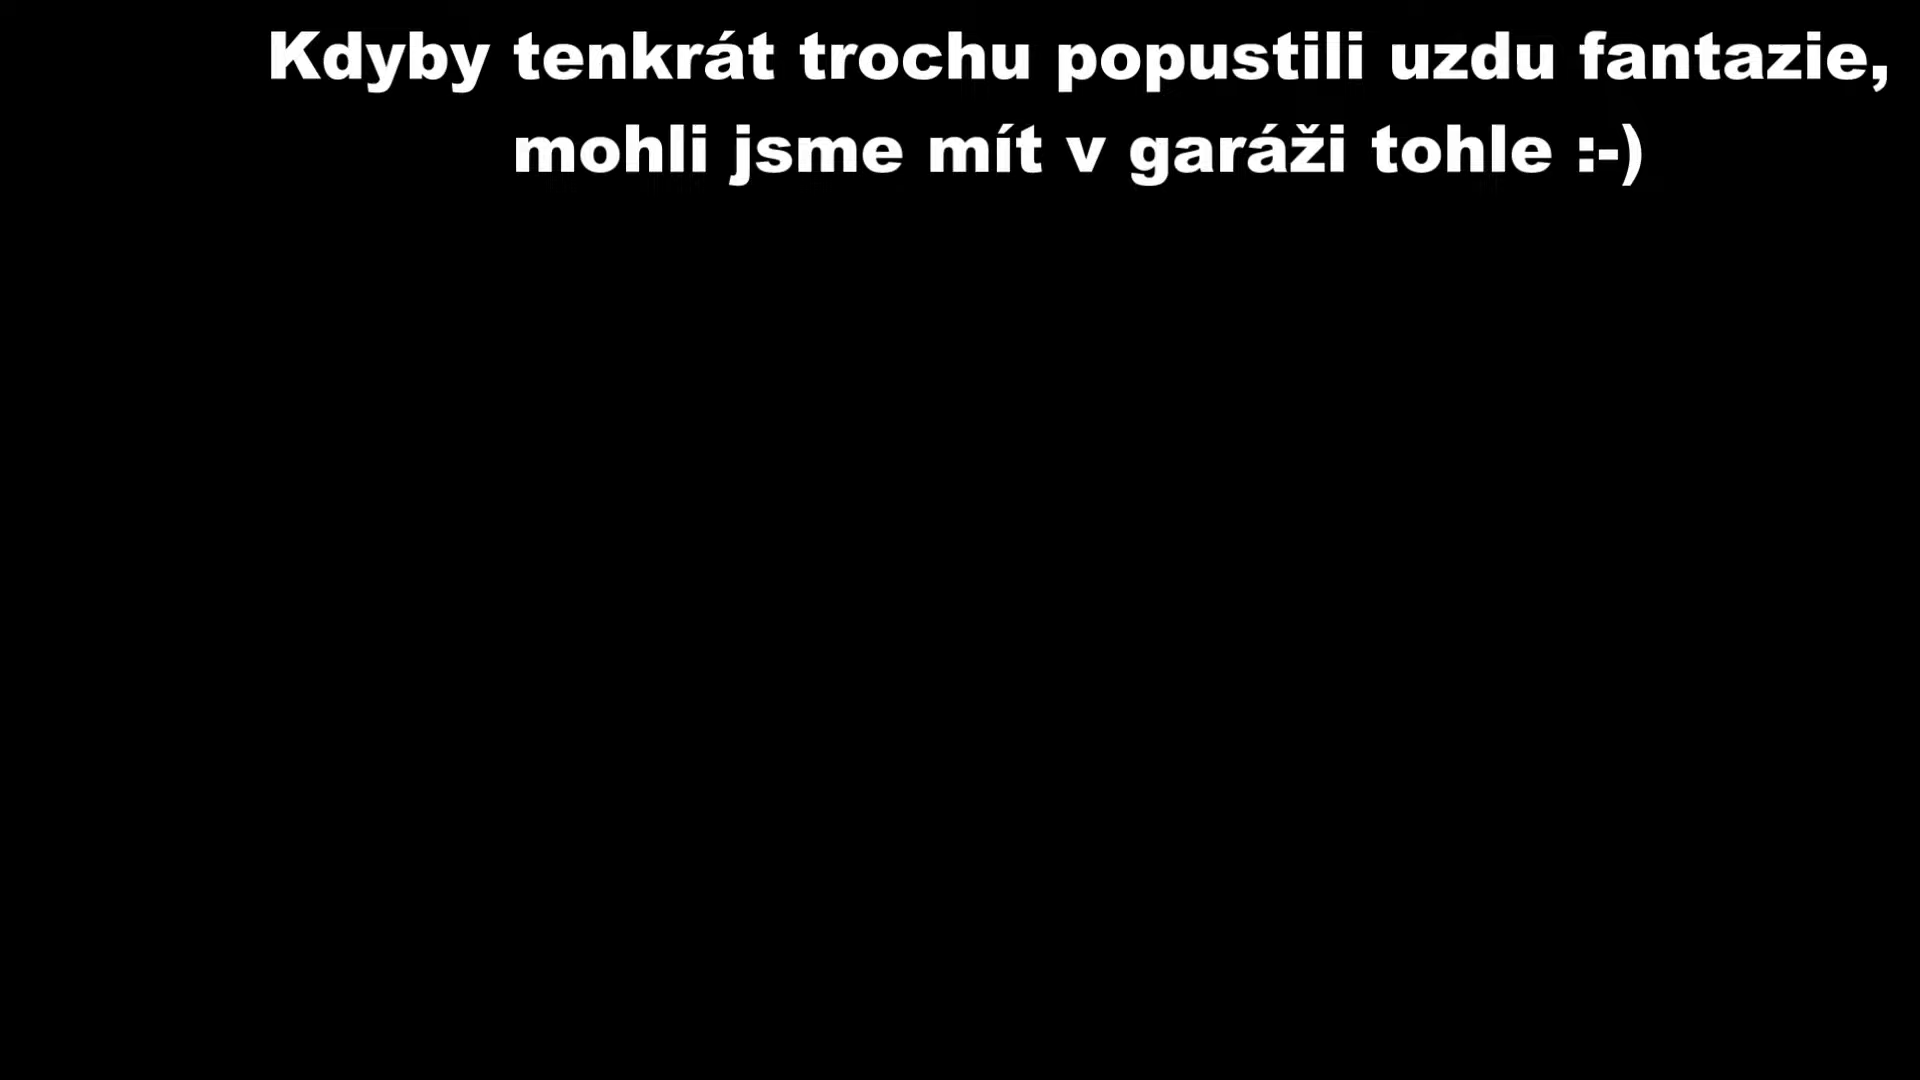 Kdyby tenkrát trochu popustili uzdu fantazie,
mohli jsme mít v garáži tohle :-)